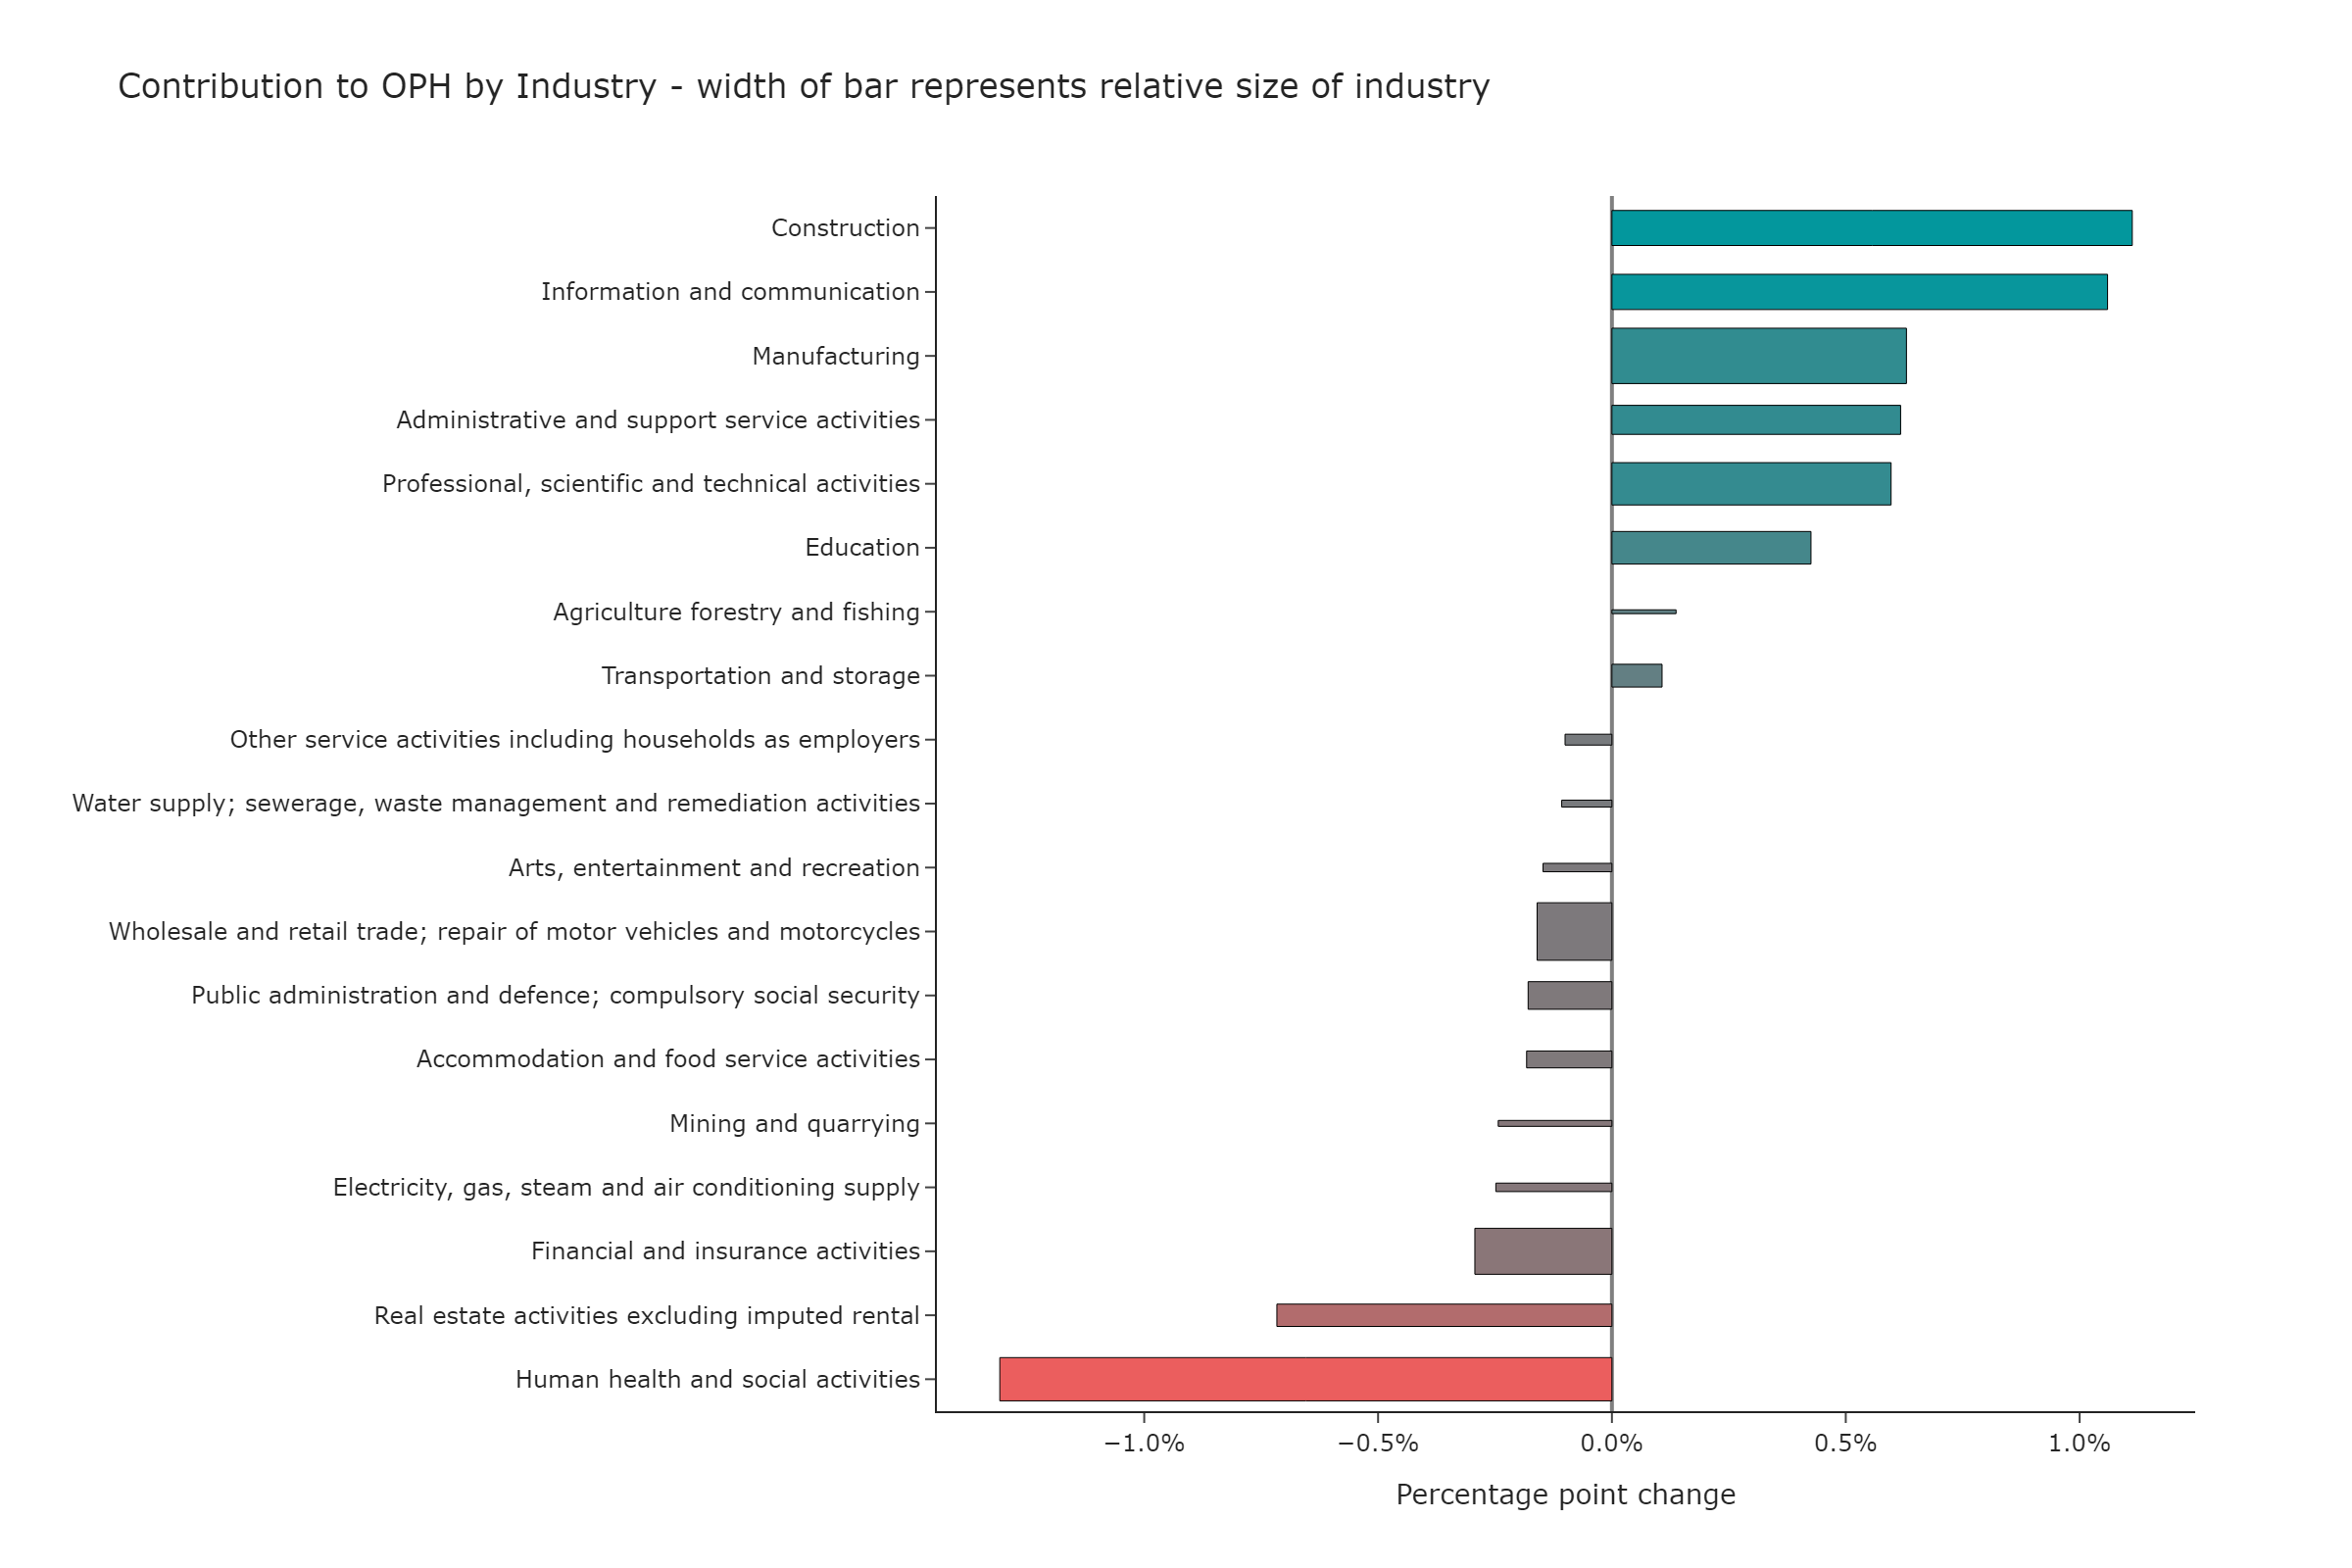 Contribution to OPH by Industry - width of bar represents relative size of industry
Construction
Information and communication
Manufacturing
Administrative and support service activities
Professional, scientific and technical activities
Education
Agriculture forestry and fishing
Transportation and storage
Other service activities including households as employers
Water supply; sewerage, waste management and remediation activities
Arts, entertainment and recreation
Wholesale and retail trade; repair of motor vehicles and motorcycles
Public administration and defence; compulsory social security
Accommodation and food service activities
Mining and quarrying
Electricity, gas, steam and air conditioning supply
Financial and insurance activities
Real estate activities excluding imputed rental
Human health and social activities
−1.0% −0.5% 0.0% 0.5% 1.0%
Percentage point change